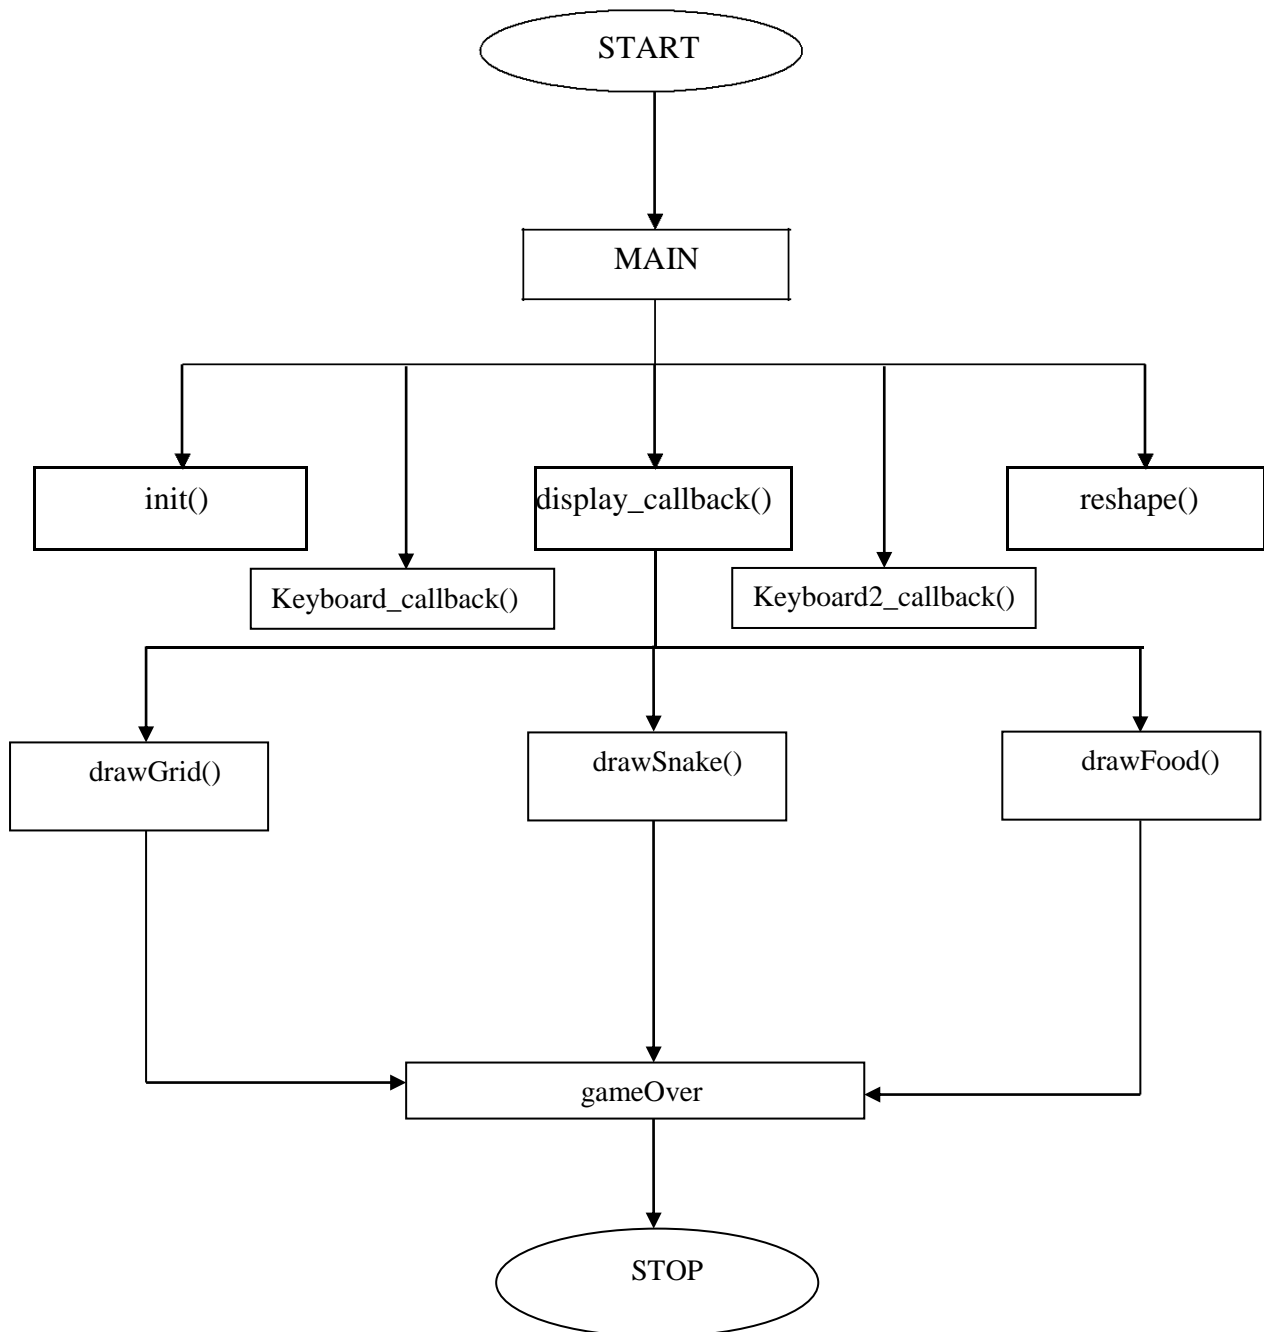 START
MAIN
init()
display_callback()
reshape()
Keyboard_callback()
Keyboard2_callback()
drawGrid()
drawSnake()
drawFood()
gameOver
STOP